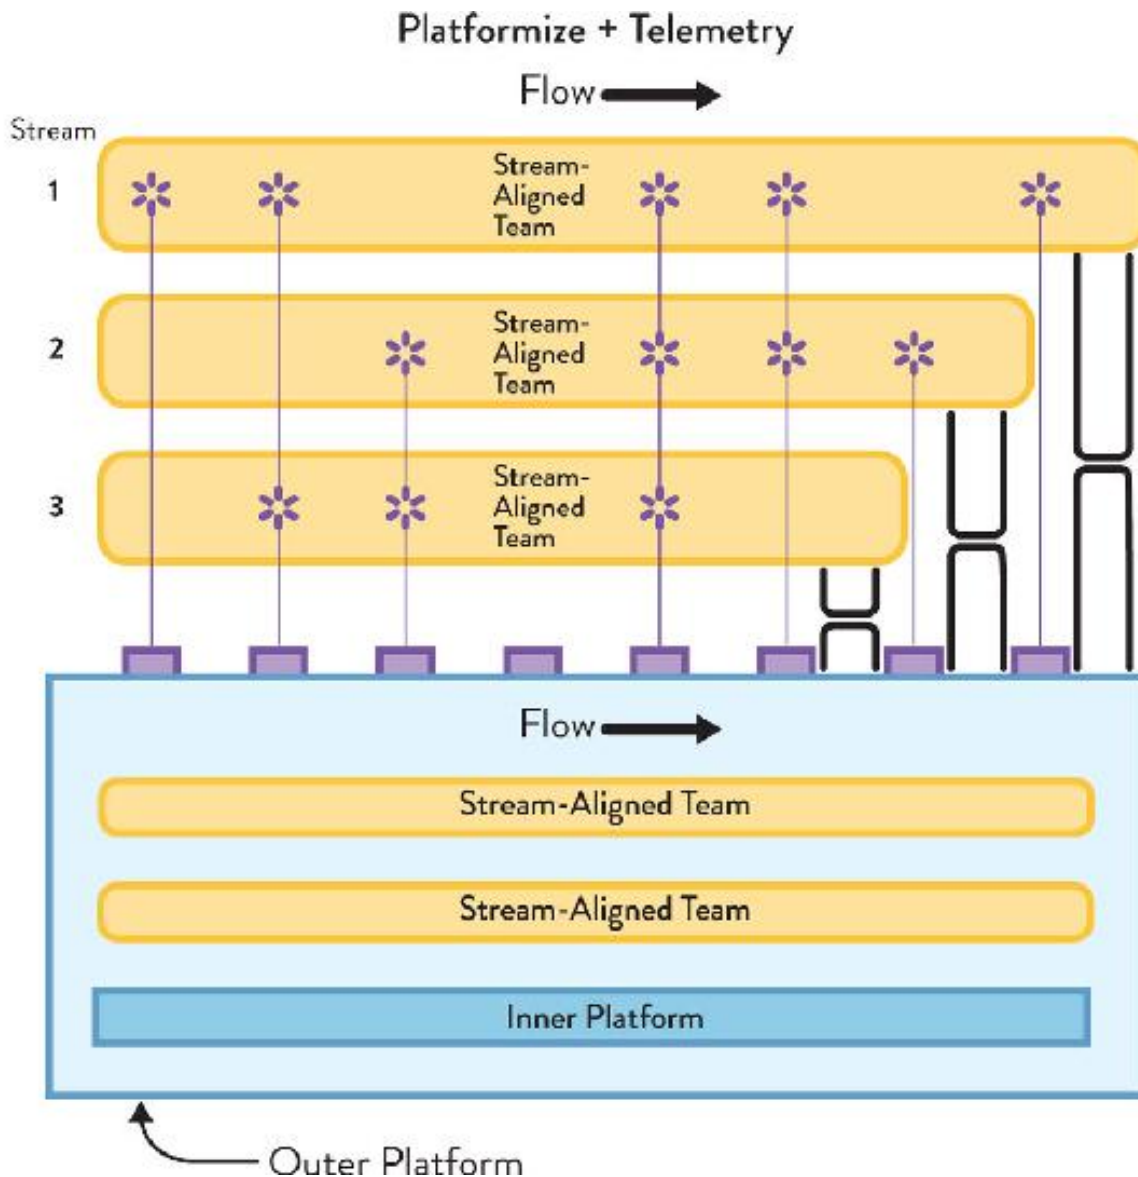 Platformize + Telemetry
Flow
Stream
1
Stream-
Aligned
Team
2
Stream-
Aligned
Team
3
Stream-
Aligned
Team
Flow
Stream-Aligned Team
Stream-Aligned Team
Inner Platform
Outer Platform